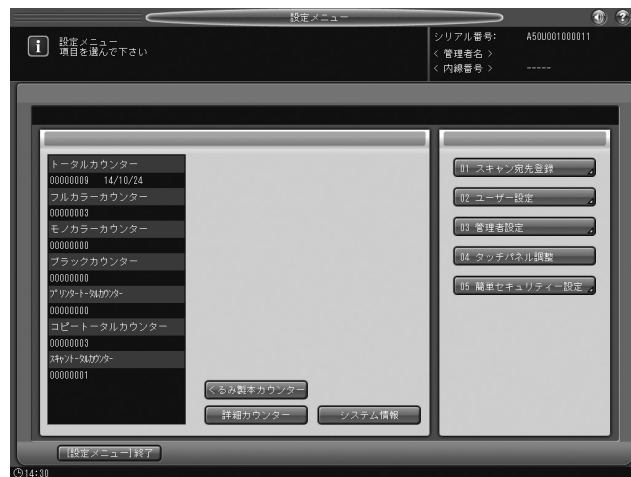 設定メニュー
設定メニュー
項目を選んで下さい
シリアル番号: A50U001000011
< 管理者名 >
< 内線番号 > -----
トータルカウンター
00000009 14/10/24
フルカラーカウンター
00000003
モノカラーカウンター
00000000
ブラックカウンター
00000000
プリンタートータルカウンター
00000000
コピートータルカウンター
00000003
スキャントータルカウンター
00000001
くるみ製本カウンター
詳細カウンター
システム情報
01 スキャン宛先登録
02 ユーザー設定
03 管理者設定
04 タッチパネル調整
05 簡単セキュリティー設定
[設定メニュー]終了
14:30